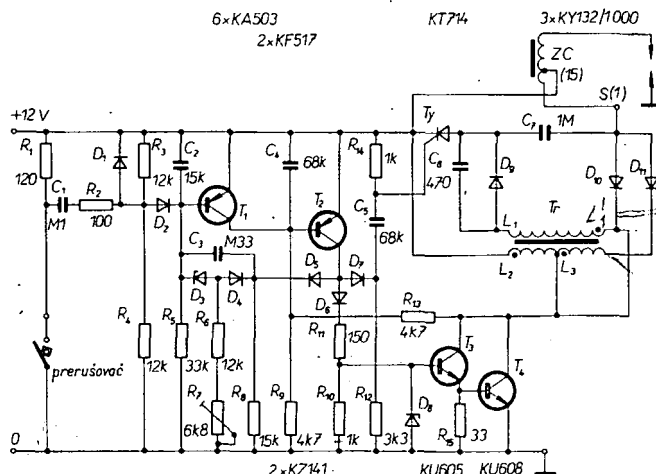 6×KA503
KT714
3×KY132/1000
2×KF517
ZC
(15)
S(1)
+12 V
Ty
C7
1M
R1
120
D1
R3
12k
C2
15k
C4
68k
R14
1k
C6
470
D9
D10
D11
C1
M1
R2
100
D2
T1
T2
C5
68k
C3
M33
L1
Tr
L1'
D3
D4
D5
D7
L2
L3
D6
R13
4k7
R4
12k
R5
33k
R6
12k
R11
150
T3
T4
prerušovač
R7
6k8
R8
15k
R9
4k7
R10
1k
R12
3k3
D8
R15
33
0
2×KZ141
KU605
KU608